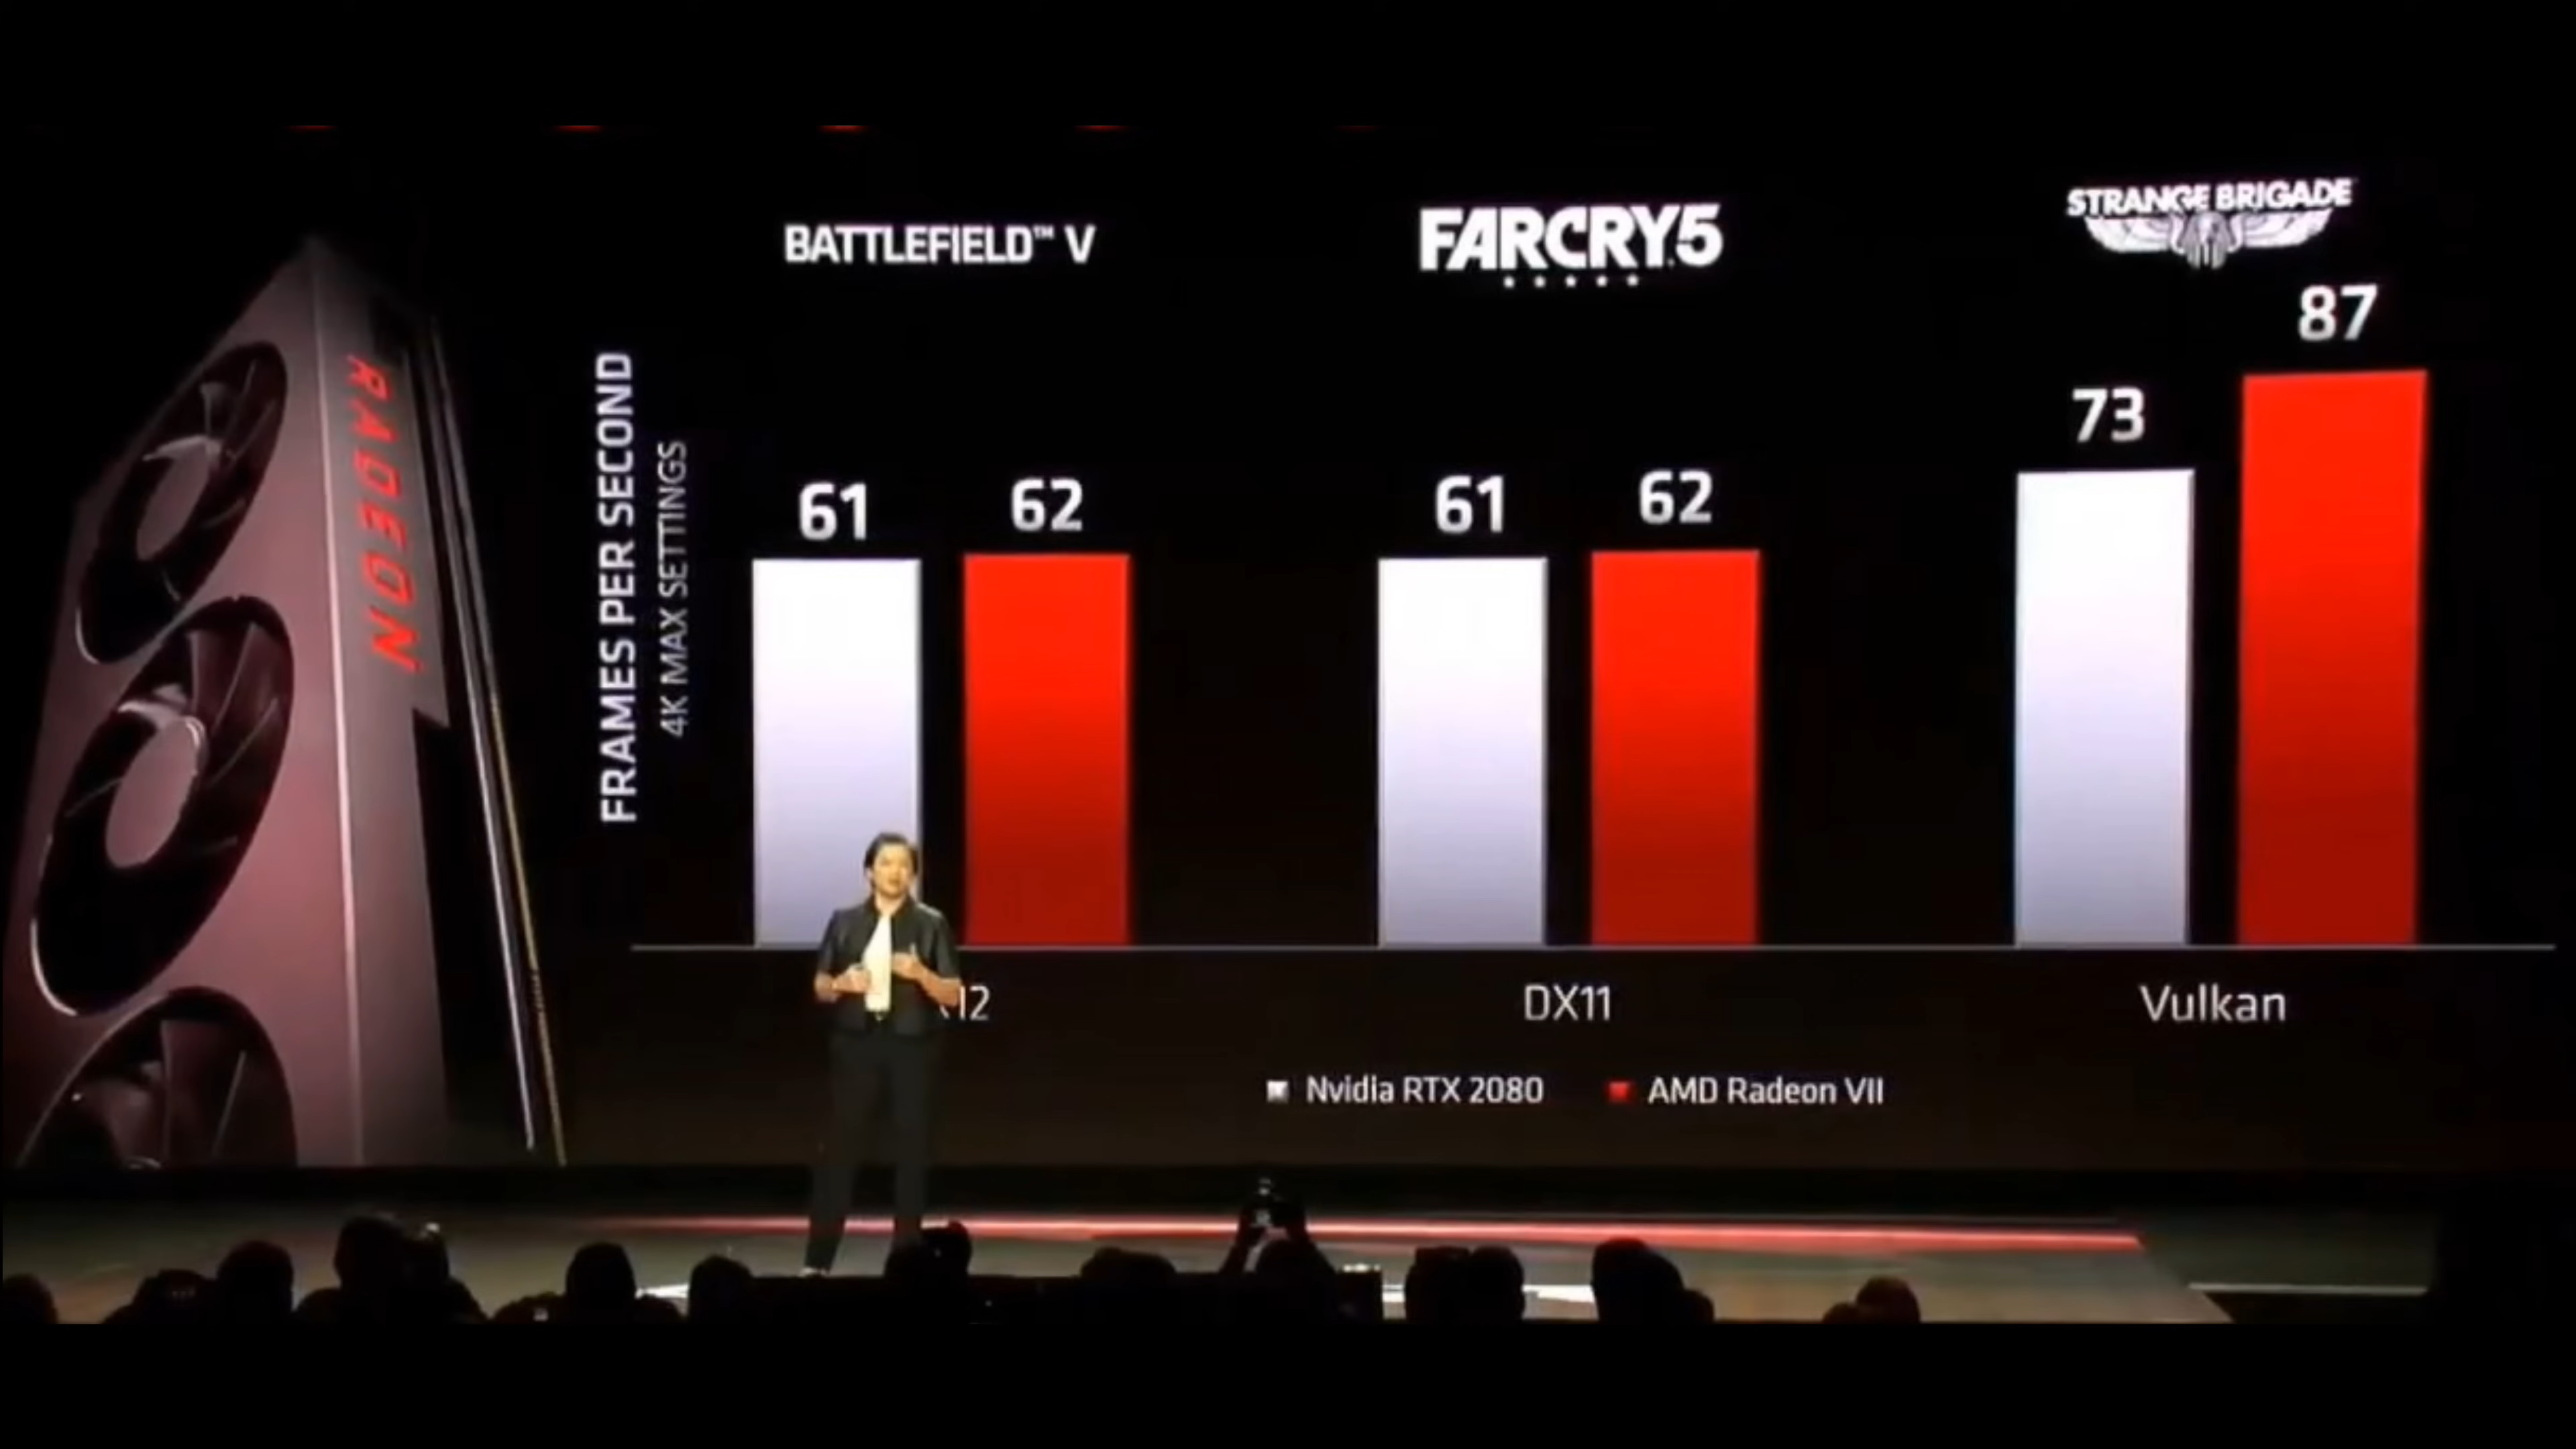 BATTLEFIELD™ V
FARCRY5
STRANGE BRIGADE
RADEON
FRAMES PER SECOND
4K MAX SETTINGS
61
62
61
62
73
87
12
DX11
Vulkan
Nvidia RTX 2080
AMD Radeon VII